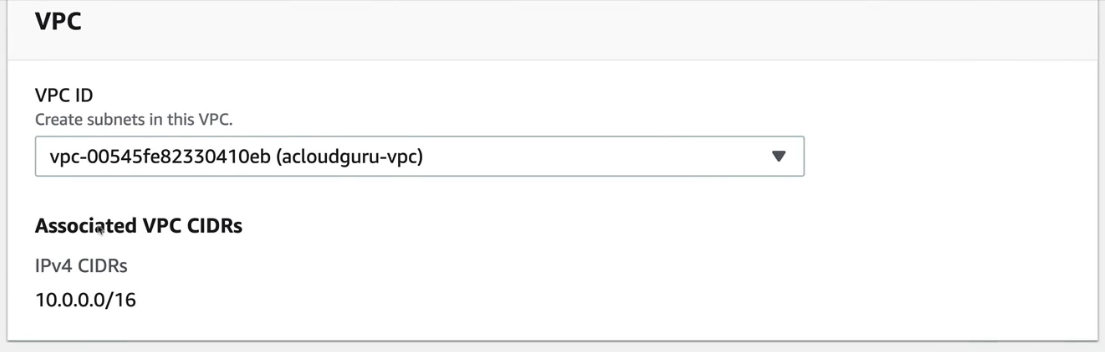 VPC
VPC ID
Create subnets in this VPC.
vpc-00545fe82330410eb (acloudguru-vpc)
Associated VPC CIDRs
IPv4 CIDRs
10.0.0.0/16